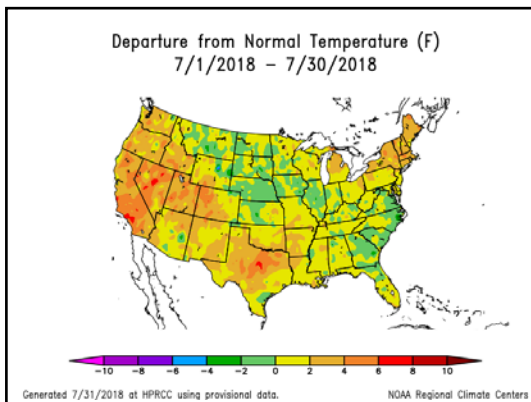 Departure from Normal Temperature (F)
7/1/2018 – 7/30/2018
-10 -8 -6 -4 -2 0 2 4 6 8 10
Generated 7/31/2018 at HPRCC using provisional data. NOAA Regional Climate Centers